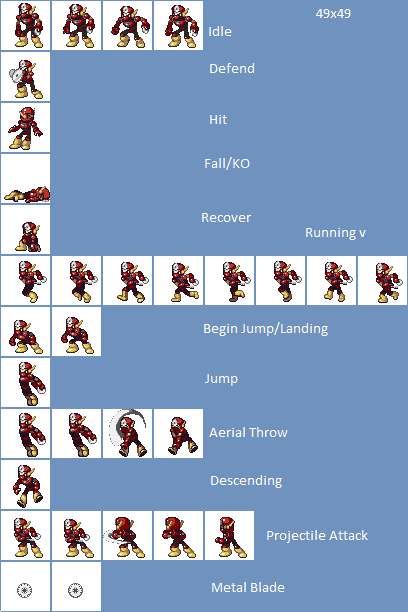 49x49
Idle
Defend
Hit
Fall/KO
Recover
Running v
Begin Jump/Landing
Jump
Aerial Throw
Descending
Projectile Attack
Metal Blade